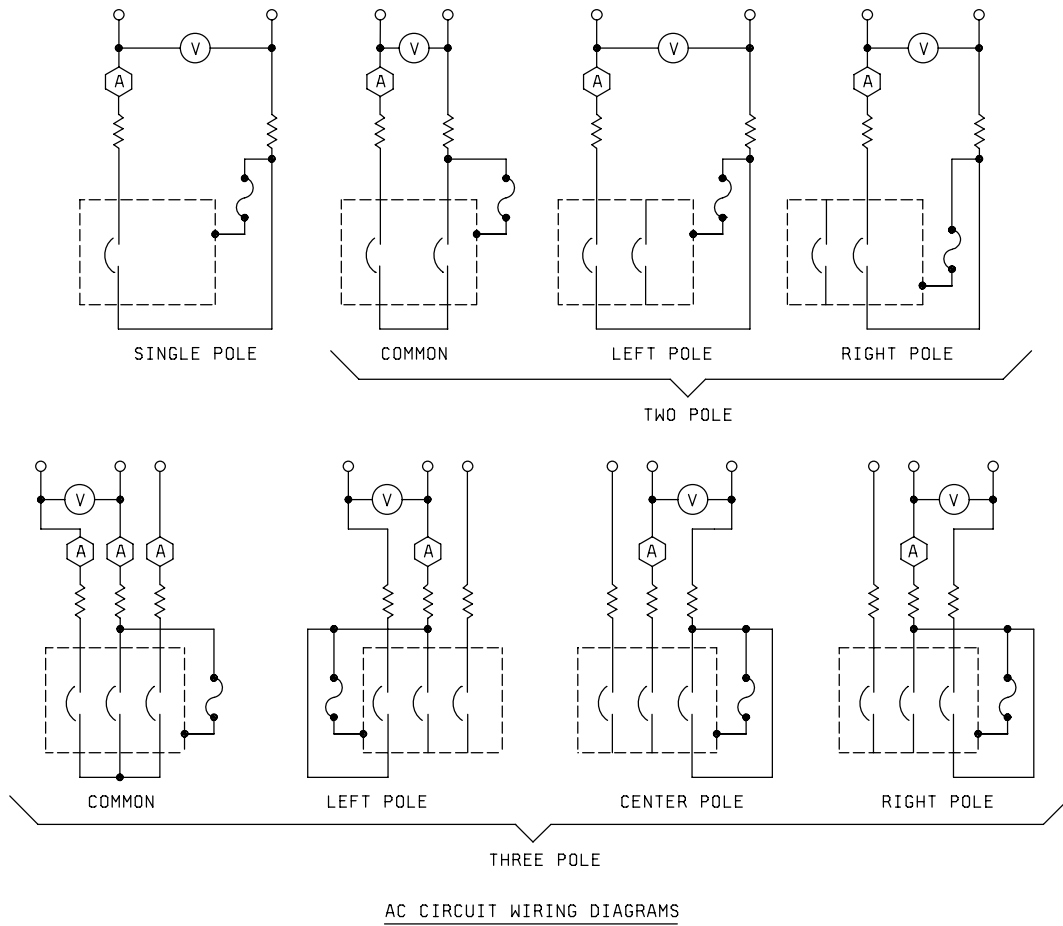 V V V V
A A A A
SINGLE POLE COMMON LEFT POLE RIGHT POLE
TWO POLE
V V V V
A A A A A A
COMMON LEFT POLE CENTER POLE RIGHT POLE
THREE POLE
AC CIRCUIT WIRING DIAGRAMS